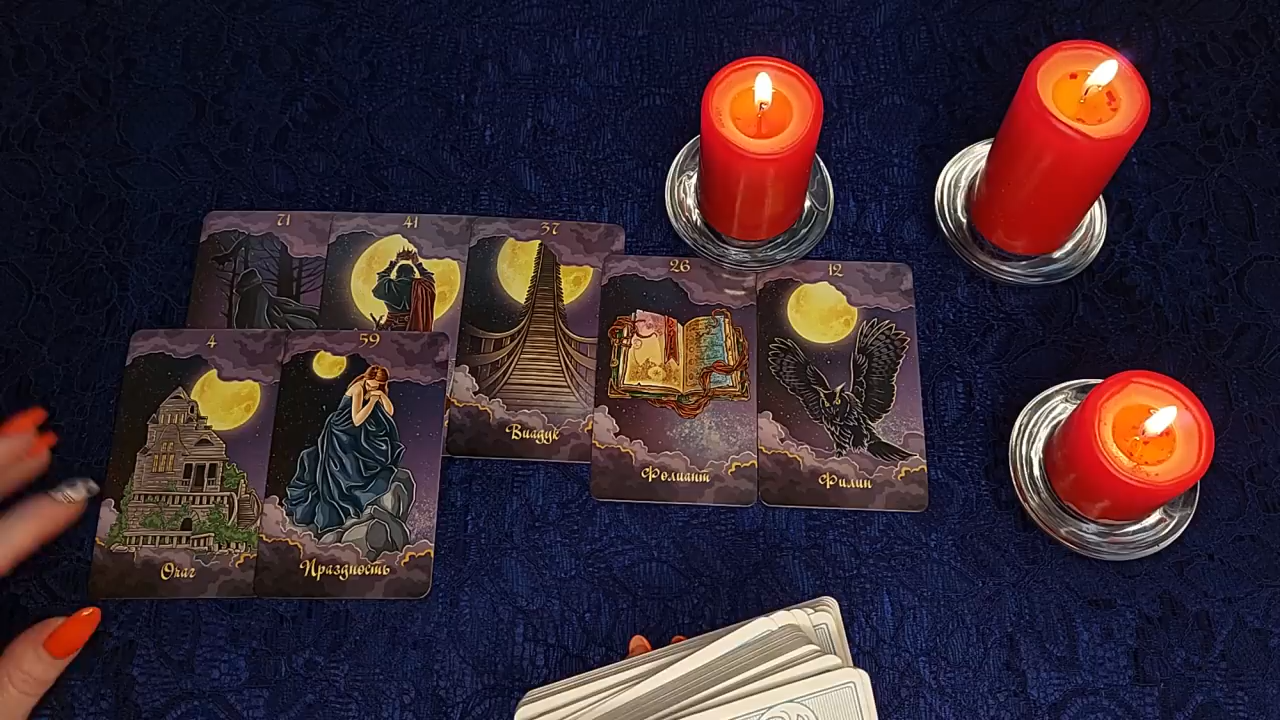 71
41
37
Виадук
26
Фолиант
12
Филин
4
Очаг
59
Праздность